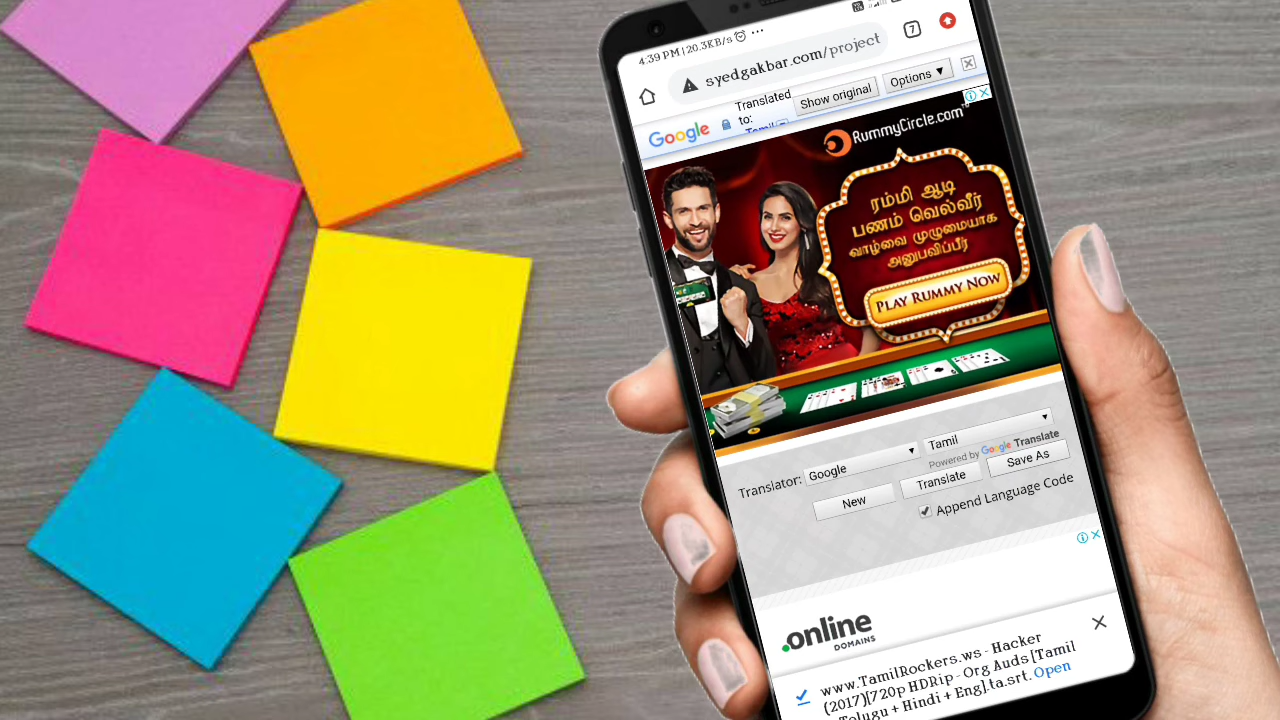 4:39 PM | 20.3KB/s
7
syedgakbar.com/project
Google
Translated to: Tamil
Show original
Options ▼
RummyCircle.com
ரம்மி ஆடி
பணம் வெல்வீர்
வாழ்வை முழுமையாக
அனுபவிப்பீர்
PLAY RUMMY NOW
Translator: Google
Tamil
Powered by Google Translate
New
Translate
Save As
Append Language Code
.online
DOMAINS
www.TamilRockers.ws - Hacker
(2017)[720p HDRip - Org Auds [Tamil
Telugu + Hindi + Eng].ta.srt. Open